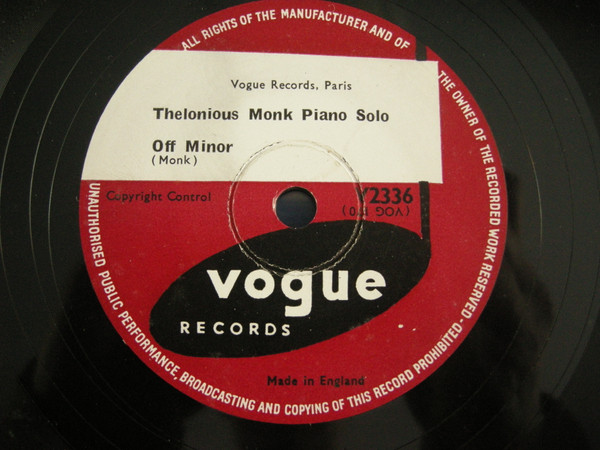 ALL RIGHTS OF THE MANUFACTURER AND OF THE OWNER OF THE RECORDED WORK RESERVED
Vogue Records, Paris
Thelonious Monk Piano Solo
Off Minor
(Monk)
Copyright Control
2336
(VOG
vogue
RECORDS
Made in England
UNAUTHORISED PUBLIC PERFORMANCE, BROADCASTING AND COPYING OF THIS RECORD PROHIBITED-